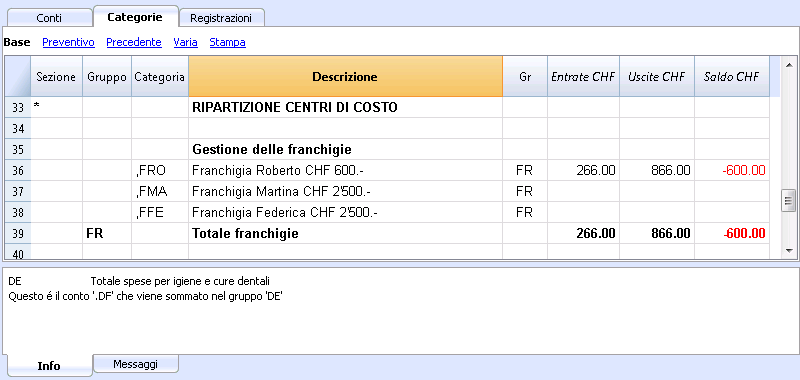 Conti Categorie Registrazioni
Base Preventivo Precedente Varia Stampa
Sezione Gruppo Categoria Descrizione Gr Entrate CHF Uscite CHF Saldo CHF
33 * RIPARTIZIONE CENTRI DI COSTO
34
35 Gestione delle franchigie
36 ,FRO Franchigia Roberto CHF 600.- FR 266.00 866.00 -600.00
37 ,FMA Franchigia Martina CHF 2'500.- FR
38 ,FFE Franchigia Federica CHF 2'500.- FR
39 FR Totale franchigie 266.00 866.00 -600.00
40
DE Totale spese per igiene e cure dentali
Questo é il conto '.DF' che viene sommato nel gruppo 'DE'
Info Messaggi